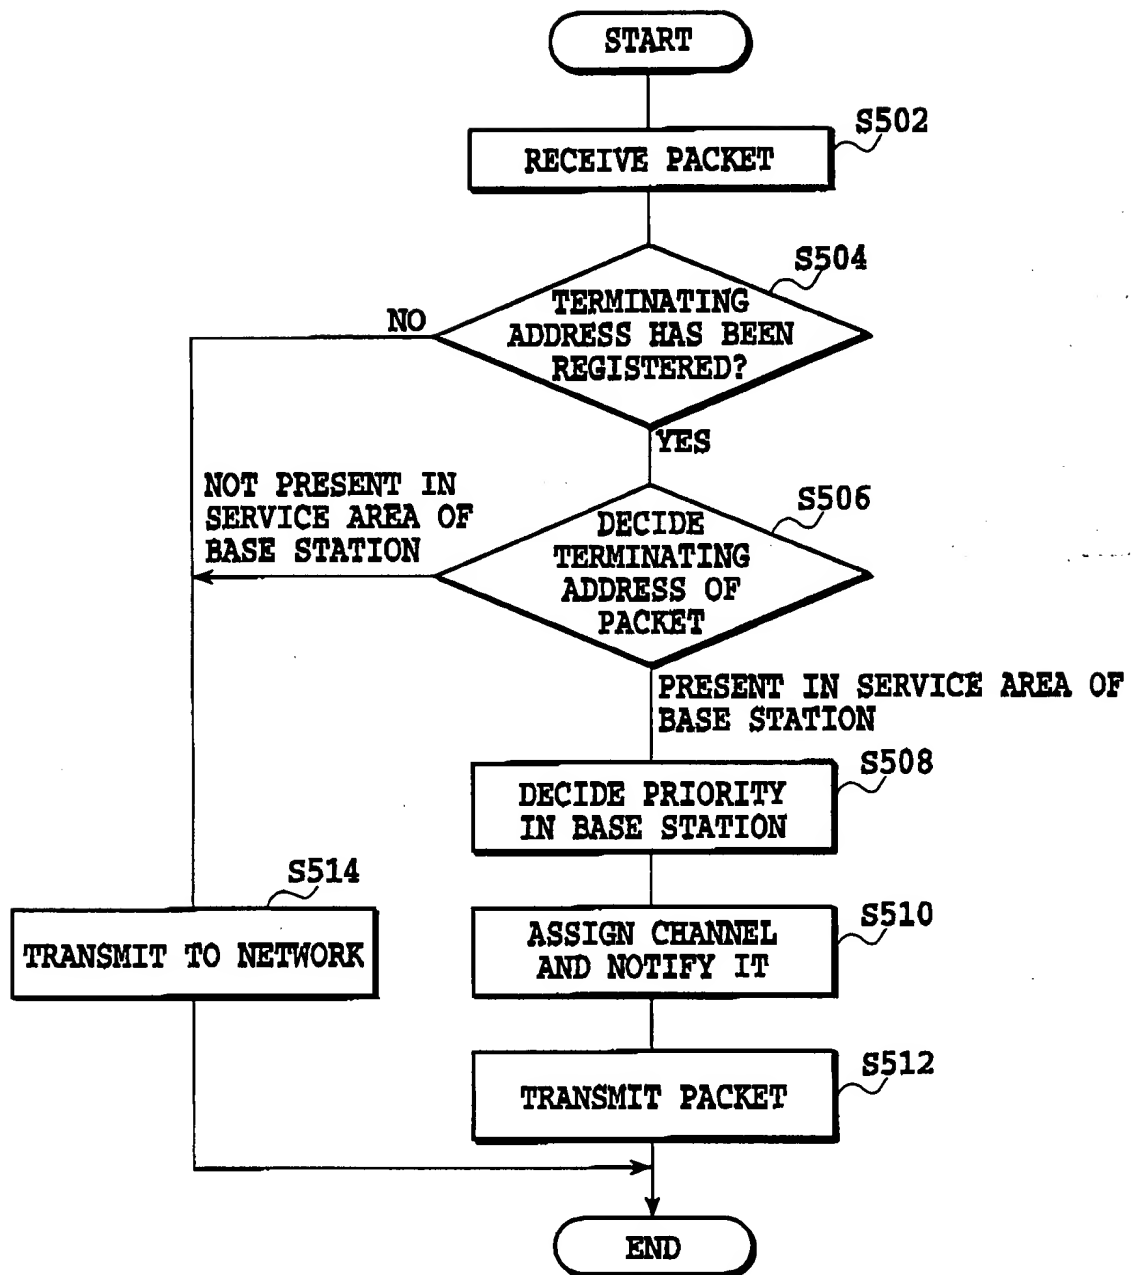 START
S502
RECEIVE PACKET
S504
TERMINATING
ADDRESS HAS BEEN
REGISTERED?
NO
YES
NOT PRESENT IN
SERVICE AREA OF
BASE STATION
S506
DECIDE
TERMINATING
ADDRESS OF
PACKET
PRESENT IN SERVICE AREA OF
BASE STATION
S508
DECIDE PRIORITY
IN BASE STATION
S514
TRANSMIT TO NETWORK
S510
ASSIGN CHANNEL
AND NOTIFY IT
S512
TRANSMIT PACKET
END